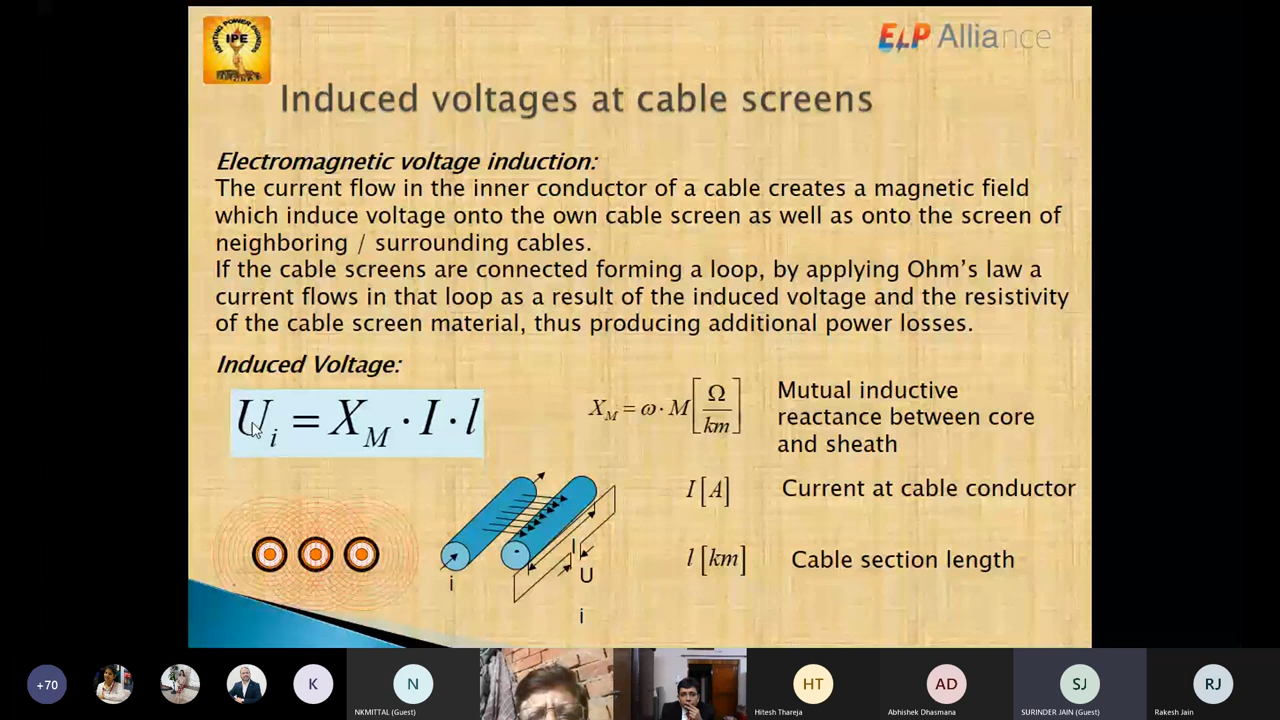 IGNITING POWER ENGINEERS
IPE
ELP Alliance
Induced voltages at cable screens
Electromagnetic voltage induction:
The current flow in the inner conductor of a cable creates a magnetic field
which induce voltage onto the own cable screen as well as onto the screen of
neighboring / surrounding cables.
If the cable screens are connected forming a loop, by applying Ohm's law a
current flows in that loop as a result of the induced voltage and the resistivity
of the cable screen material, thus producing additional power losses.
Induced Voltage:
U_i = X_M · I · l
X_M = ω · M [Ω/km]
Mutual inductive
reactance between core
and sheath
I [A]
Current at cable conductor
l [km]
Cable section length
i
l
U
i
+70
K
N
HT
AD
SJ
RJ
NKMITTAL (Guest)
Hitesh Thareja
Abhishek Dhasmana
SURINDER JAIN (Guest)
Rakesh Jain